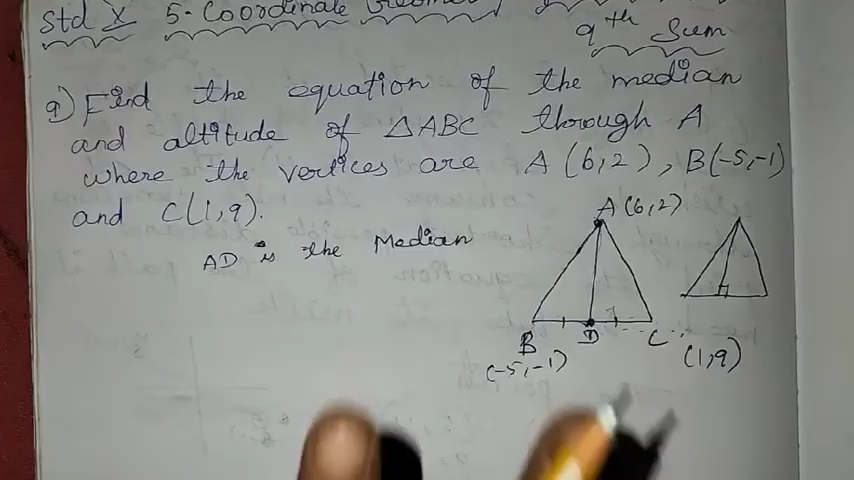 Std X 5-Coordinate Geometry
9th Sum
9) Find the equation of the median
and altitude of △ABC through A
where the vertices are A (6,2), B(-5,-1)
and C(1,9).
AD is the Median
A(6,2)
B D C
(-5,-1) (1,9)